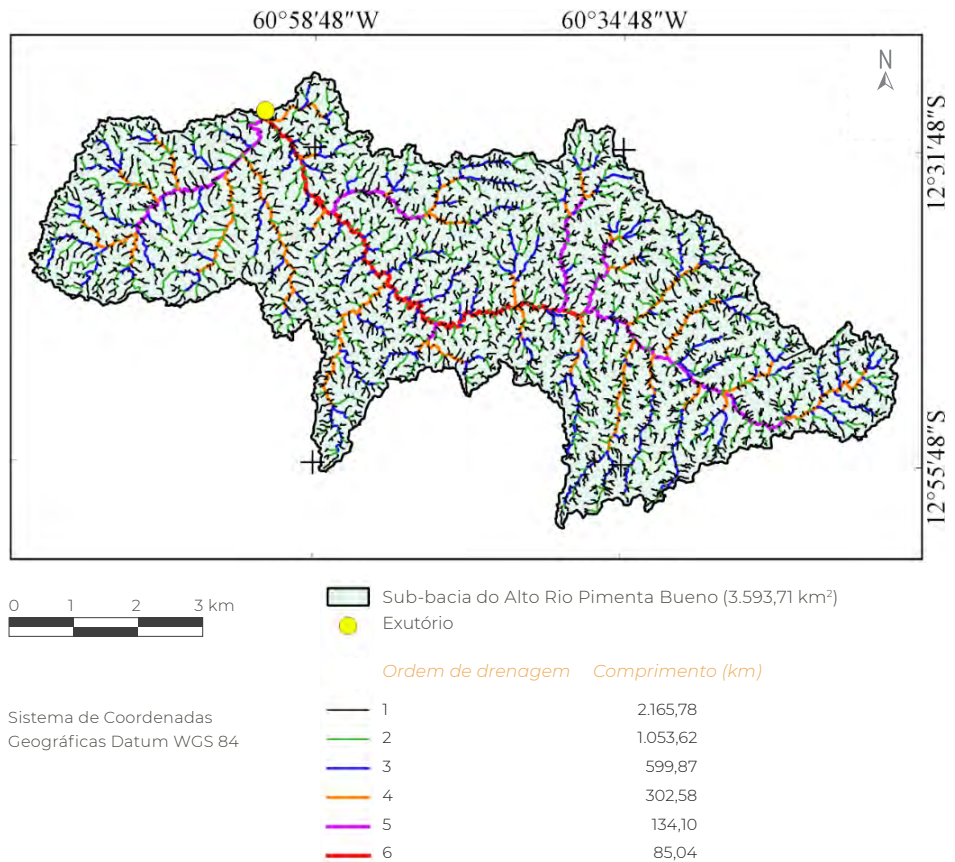 60°58'48"W 60°34'48"W
N
12°31'48"S
12°55'48"S
0 1 2 3 km
Sub-bacia do Alto Rio Pimenta Bueno (3.593,71 km²)
Exutório
Ordem de drenagem Comprimento (km)
Sistema de Coordenadas
Geográficas Datum WGS 84
1 2.165,78
2 1.053,62
3 599,87
4 302,58
5 134,10
6 85,04